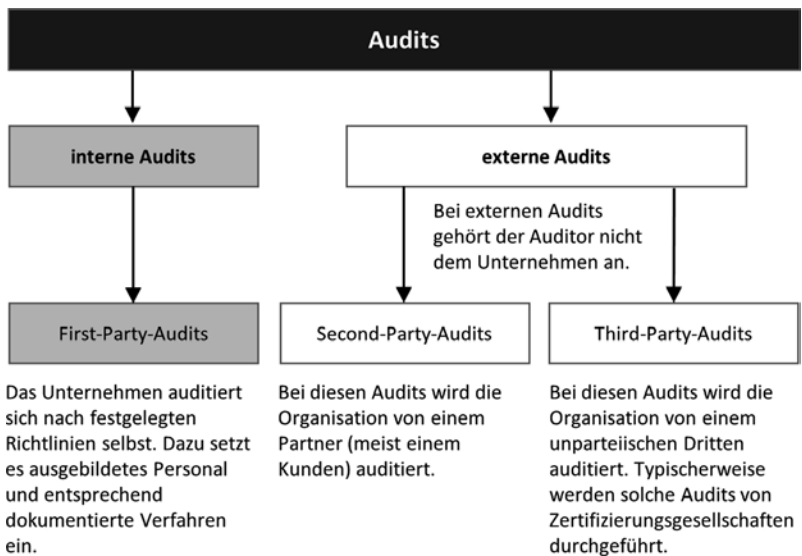 Audits
interne Audits
externe Audits
Bei externen Audits
gehört der Auditor nicht
dem Unternehmen an.
First-Party-Audits
Second-Party-Audits
Third-Party-Audits
Das Unternehmen auditiert
sich nach festgelegten
Richtlinien selbst. Dazu setzt
es ausgebildetes Personal
und entsprechend
dokumentierte Verfahren
ein.
Bei diesen Audits wird die
Organisation von einem
Partner (meist einem
Kunden) auditiert.
Bei diesen Audits wird die
Organisation von einem
unparteiischen Dritten
auditiert. Typischerweise
werden solche Audits von
Zertifizierungsgesellschaften
durchgeführt.